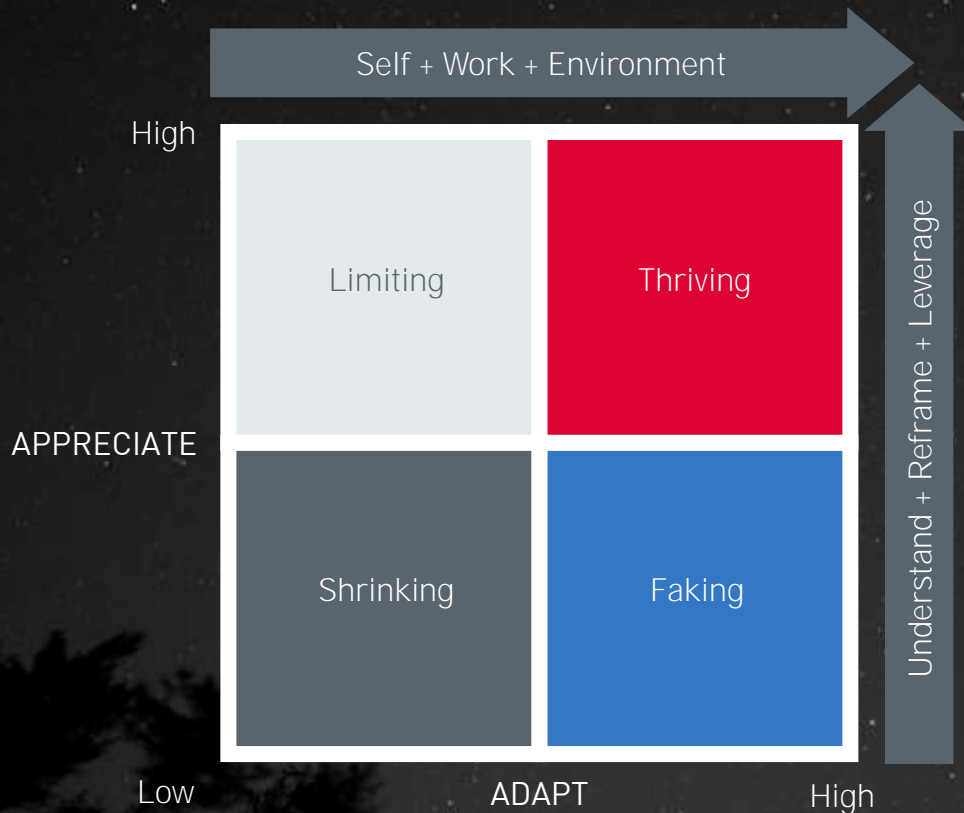 Self + Work + Environment
High
Limiting
Thriving
APPRECIATE
Shrinking
Faking
Understand + Reframe + Leverage
Low
ADAPT
High